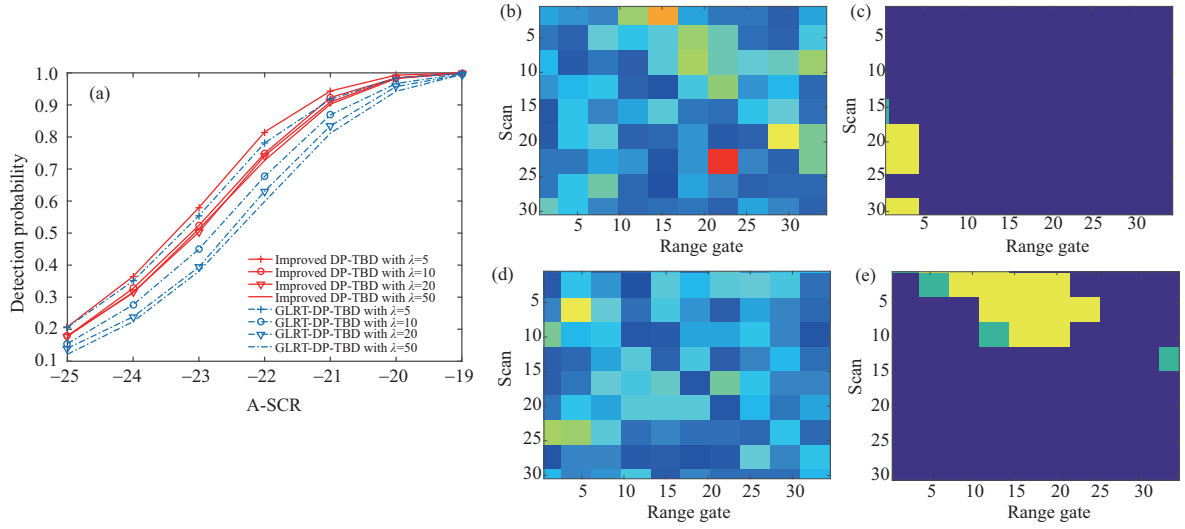 (a)
Detection probability
1.0
0.9
0.8
0.7
0.6
0.5
0.4
0.3
0.2
0.1
−25
−24
−23
−22
−21
−20
−19
A-SCR
Improved DP-TBD with λ=5
Improved DP-TBD with λ=10
Improved DP-TBD with λ=20
Improved DP-TBD with λ=50
GLRT-DP-TBD with λ=5
GLRT-DP-TBD with λ=10
GLRT-DP-TBD with λ=20
GLRT-DP-TBD with λ=50
(b)
Scan
5
10
15
20
25
30
5
10
15
20
25
30
Range gate
(c)
Scan
5
10
15
20
25
30
5
10
15
20
25
30
Range gate
(d)
Scan
5
10
15
20
25
30
5
10
15
20
25
30
Range gate
(e)
Scan
5
10
15
20
25
30
5
10
15
20
25
30
Range gate